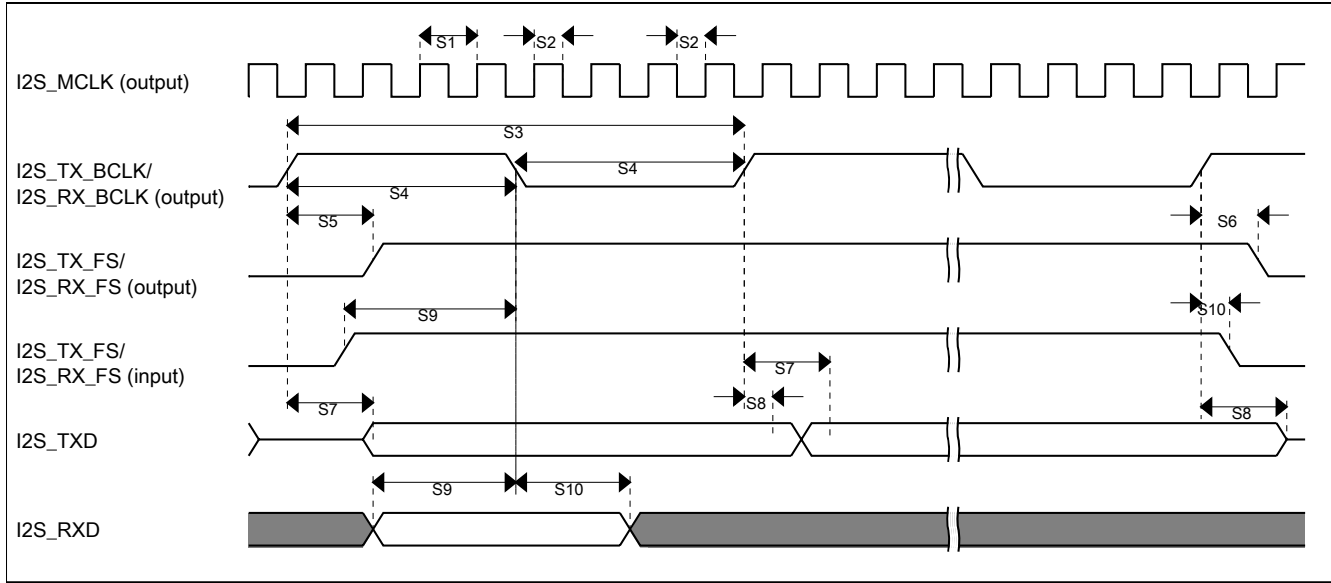 S1
S2
S2
I2S_MCLK (output)
S3
I2S_TX_BCLK/
I2S_RX_BCLK (output)
S4
S4
S5
S6
I2S_TX_FS/
I2S_RX_FS (output)
S9
S10
I2S_TX_FS/
I2S_RX_FS (input)
S7
S7
S8
S8
I2S_TXD
S9
S10
I2S_RXD